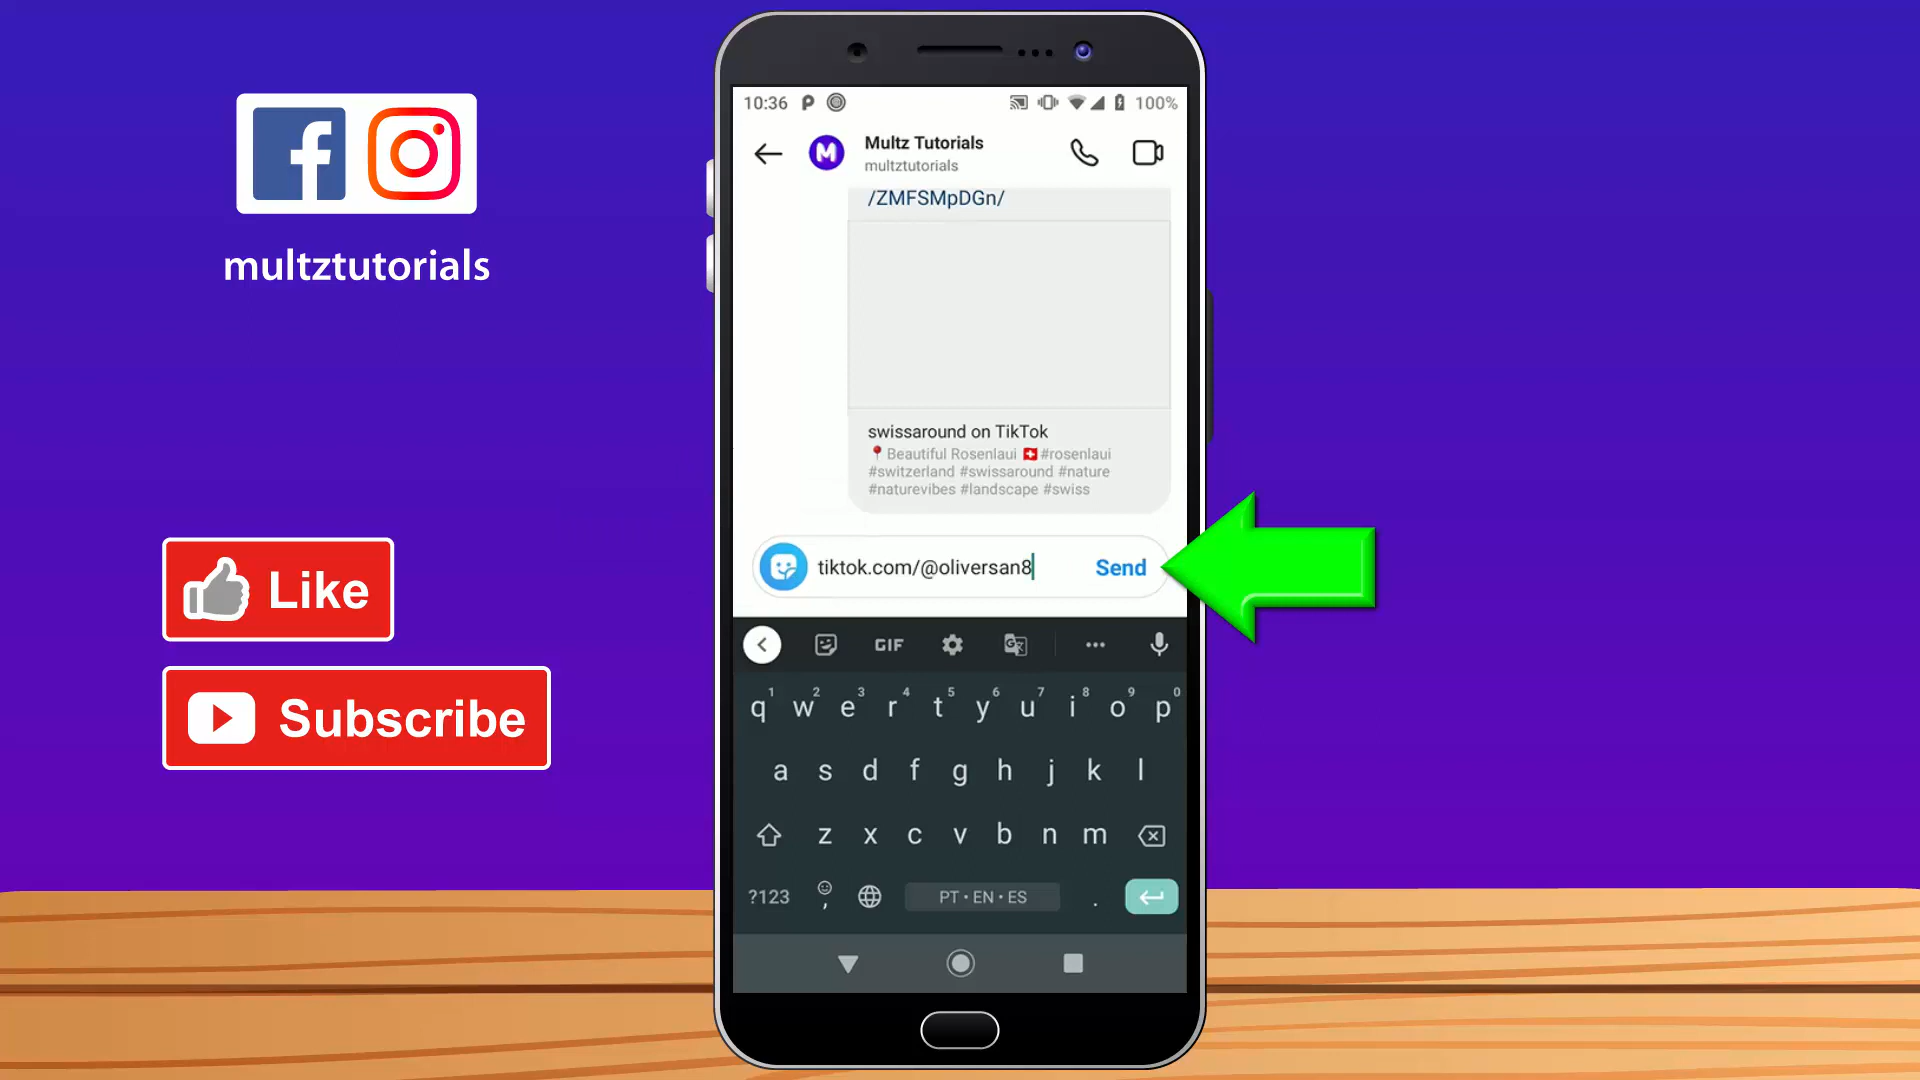 multztutorials
Like
Subscribe
10:36
100%
Multz Tutorials
multztutorials
/ZMFSMpDGn/
swissaround on TikTok
📍Beautiful Rosenlaui 🇨🇭 #rosenlaui
#switzerland #swissaround #nature
#naturevibes #landscape #swiss
tiktok.com/@oliversan8
Send
GIF
1 2 3 4 5 6 7 8 9 0
q w e r t y u i o p
a s d f g h j k l
z x c v b n m
?123 , PT • EN • ES .